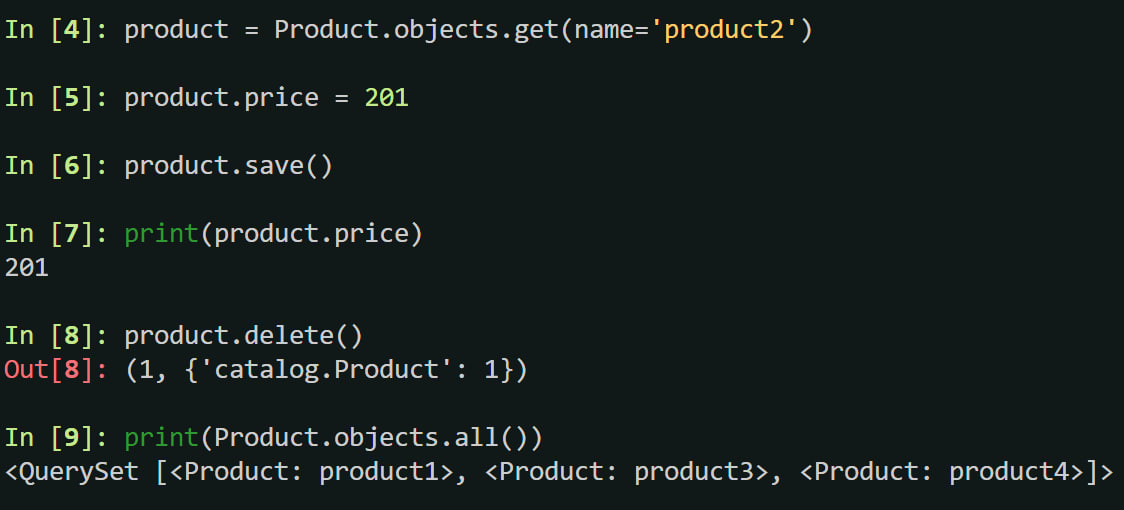 In [4]: product = Product.objects.get(name='product2')
In [5]: product.price = 201
In [6]: product.save()
In [7]: print(product.price)
201
In [8]: product.delete()
Out[8]: (1, {'catalog.Product': 1})
In [9]: print(Product.objects.all())
<QuerySet [<Product: product1>, <Product: product3>, <Product: product4>]>